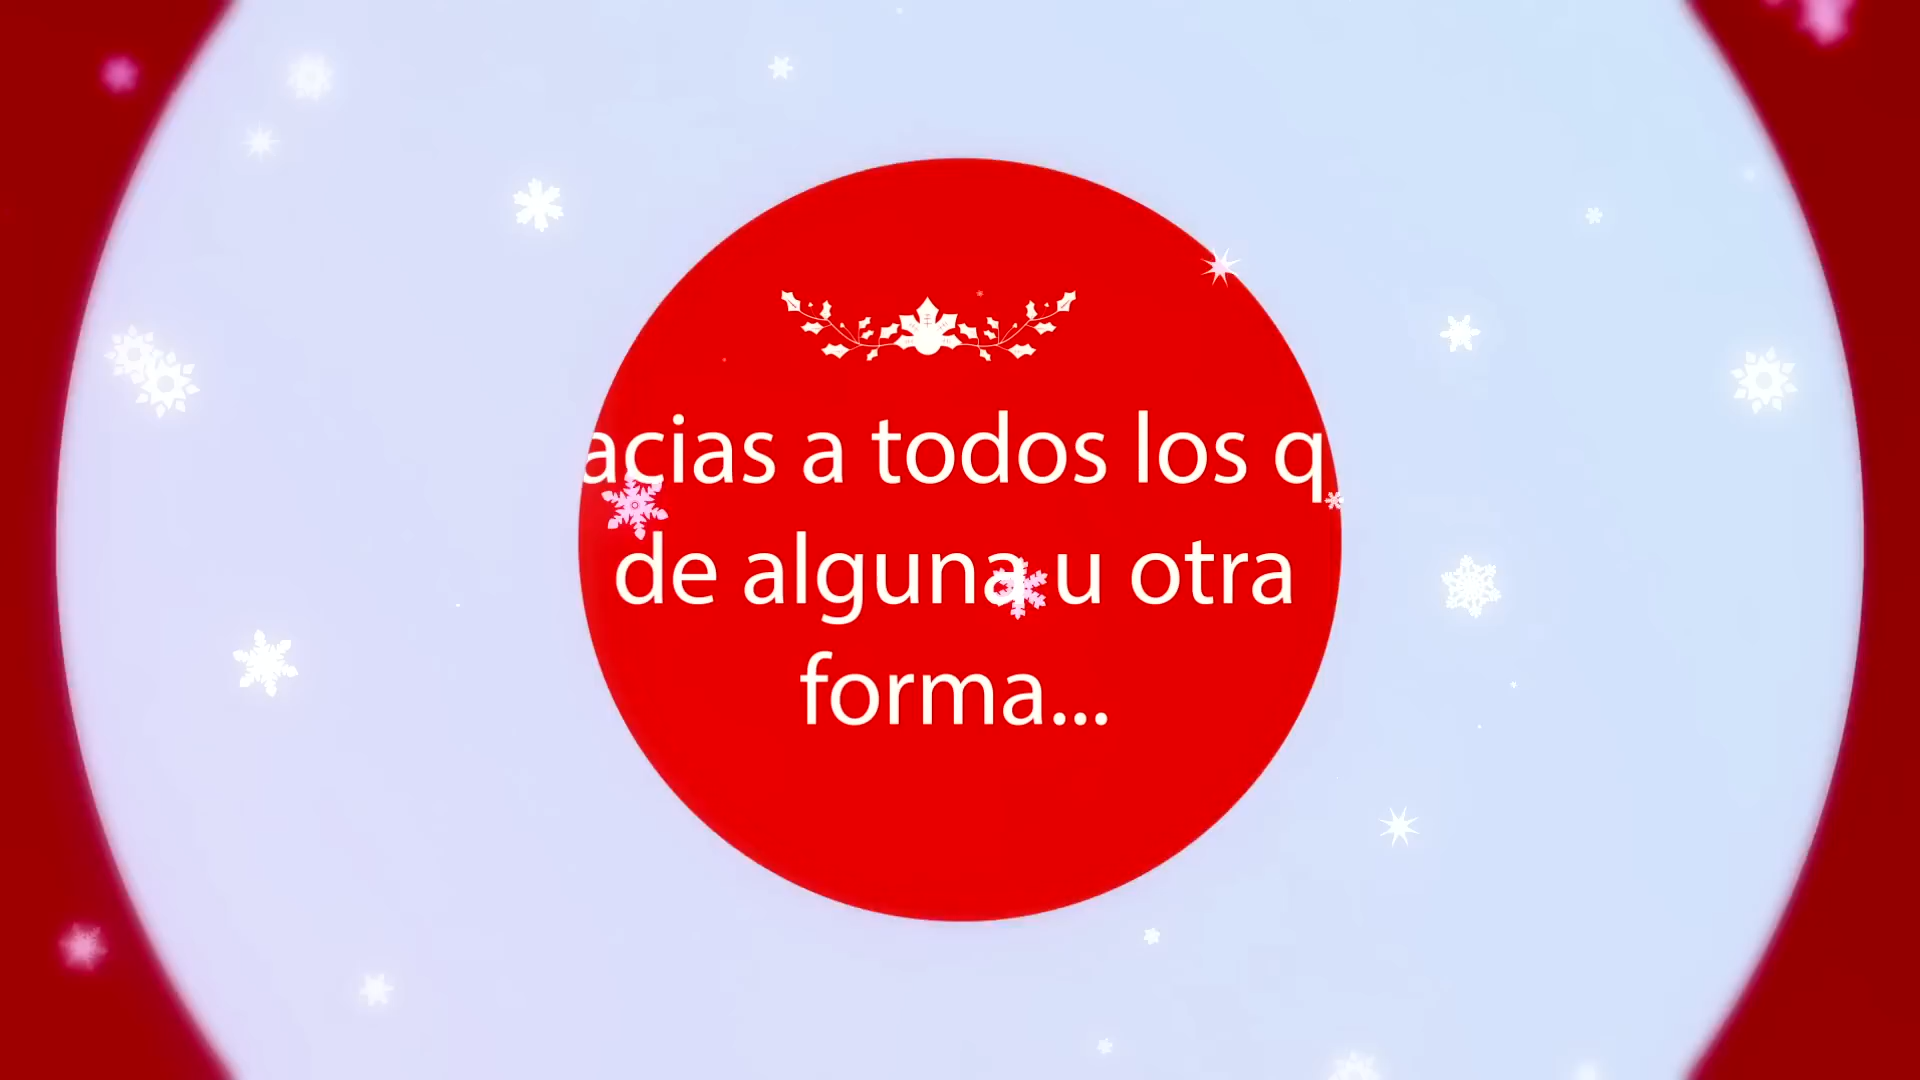 acias a todos los q
de alguna u otra
forma...